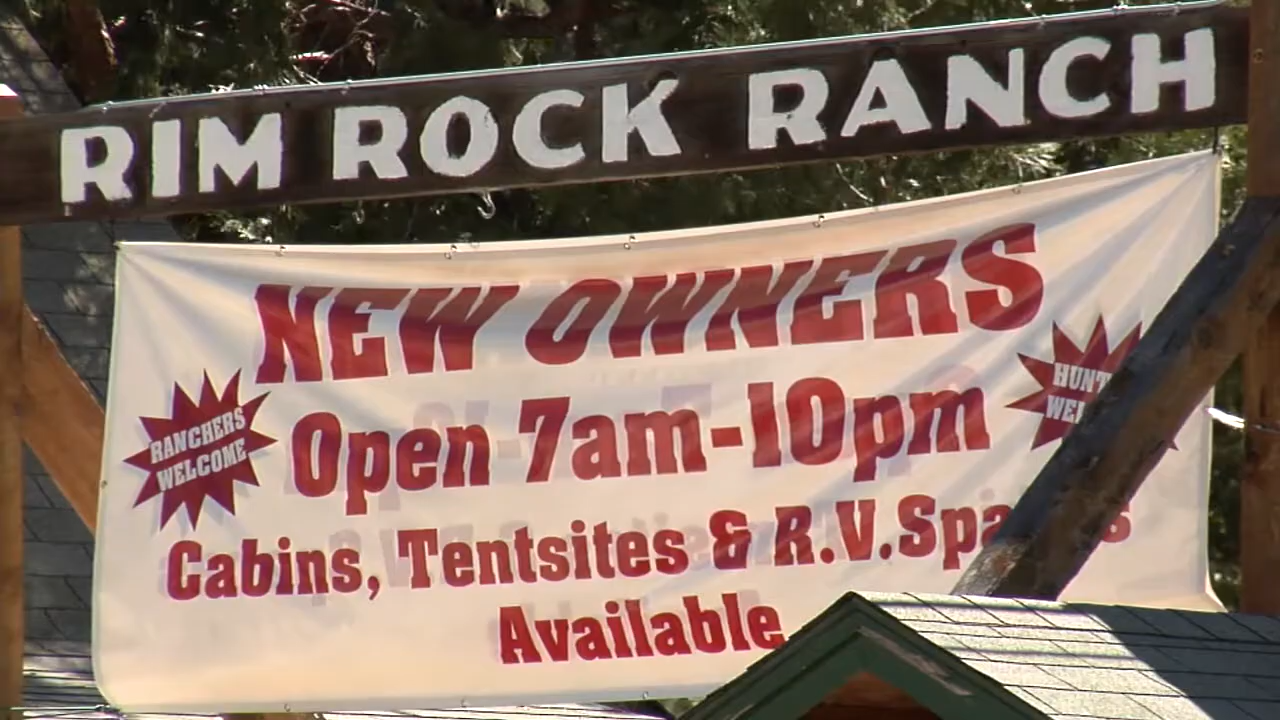 RIM ROCK RANCH
NEW OWNERS
RANCHERS
WELCOME
Open 7am-10pm
Cabins, Tentsites & R.V.
Available